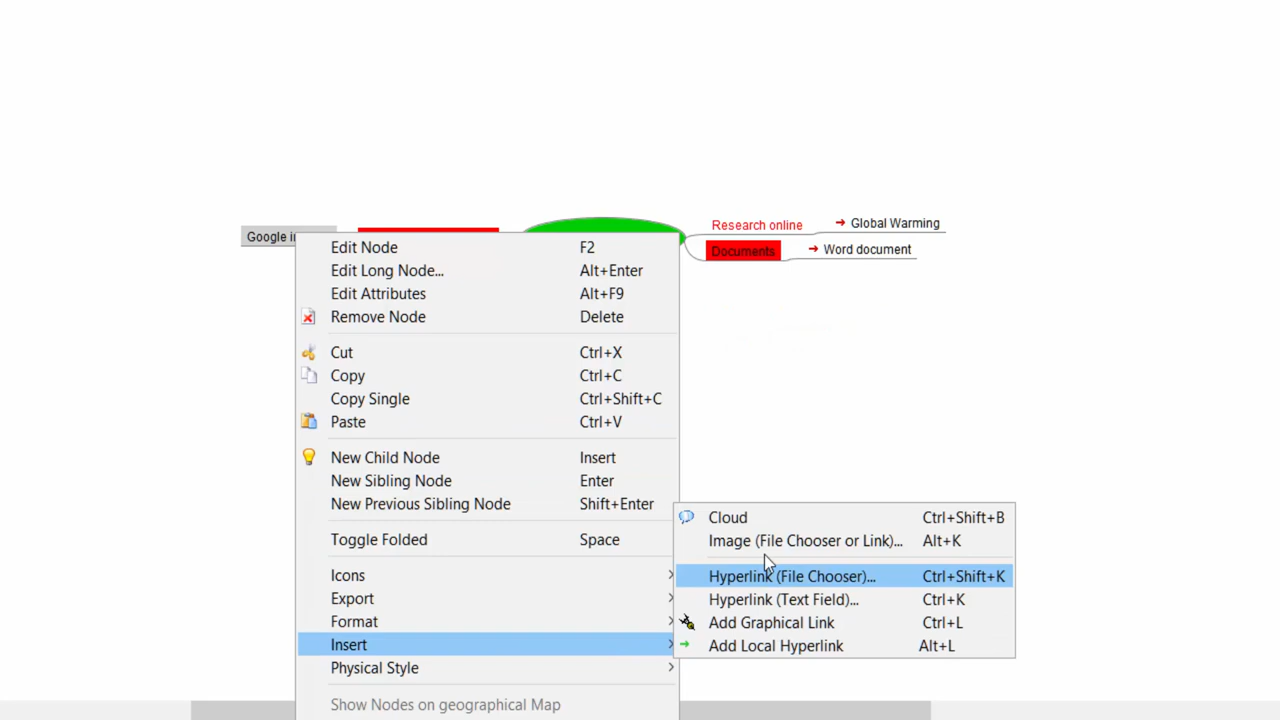 Research online
Global Warming
Google i
Documents
Word document
Edit Node F2
Edit Long Node... Alt+Enter
Edit Attributes Alt+F9
Remove Node Delete
Cut Ctrl+X
Copy Ctrl+C
Copy Single Ctrl+Shift+C
Paste Ctrl+V
New Child Node Insert
New Sibling Node Enter
New Previous Sibling Node Shift+Enter
Toggle Folded Space
Icons
Export
Format
Insert
Physical Style
Show Nodes on geographical Map
Cloud Ctrl+Shift+B
Image (File Chooser or Link)... Alt+K
Hyperlink (File Chooser)... Ctrl+Shift+K
Hyperlink (Text Field)... Ctrl+K
Add Graphical Link Ctrl+L
Add Local Hyperlink Alt+L